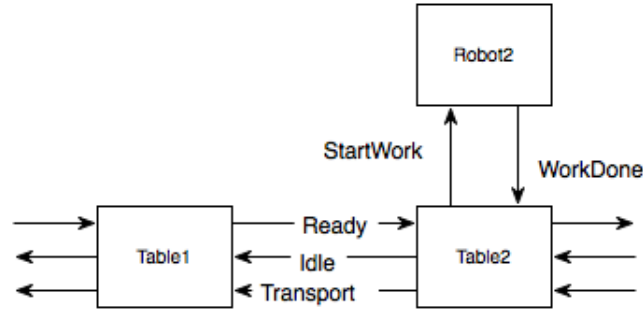 Robot2
StartWork
WorkDone
Ready
Table1
Idle
Table2
Transport